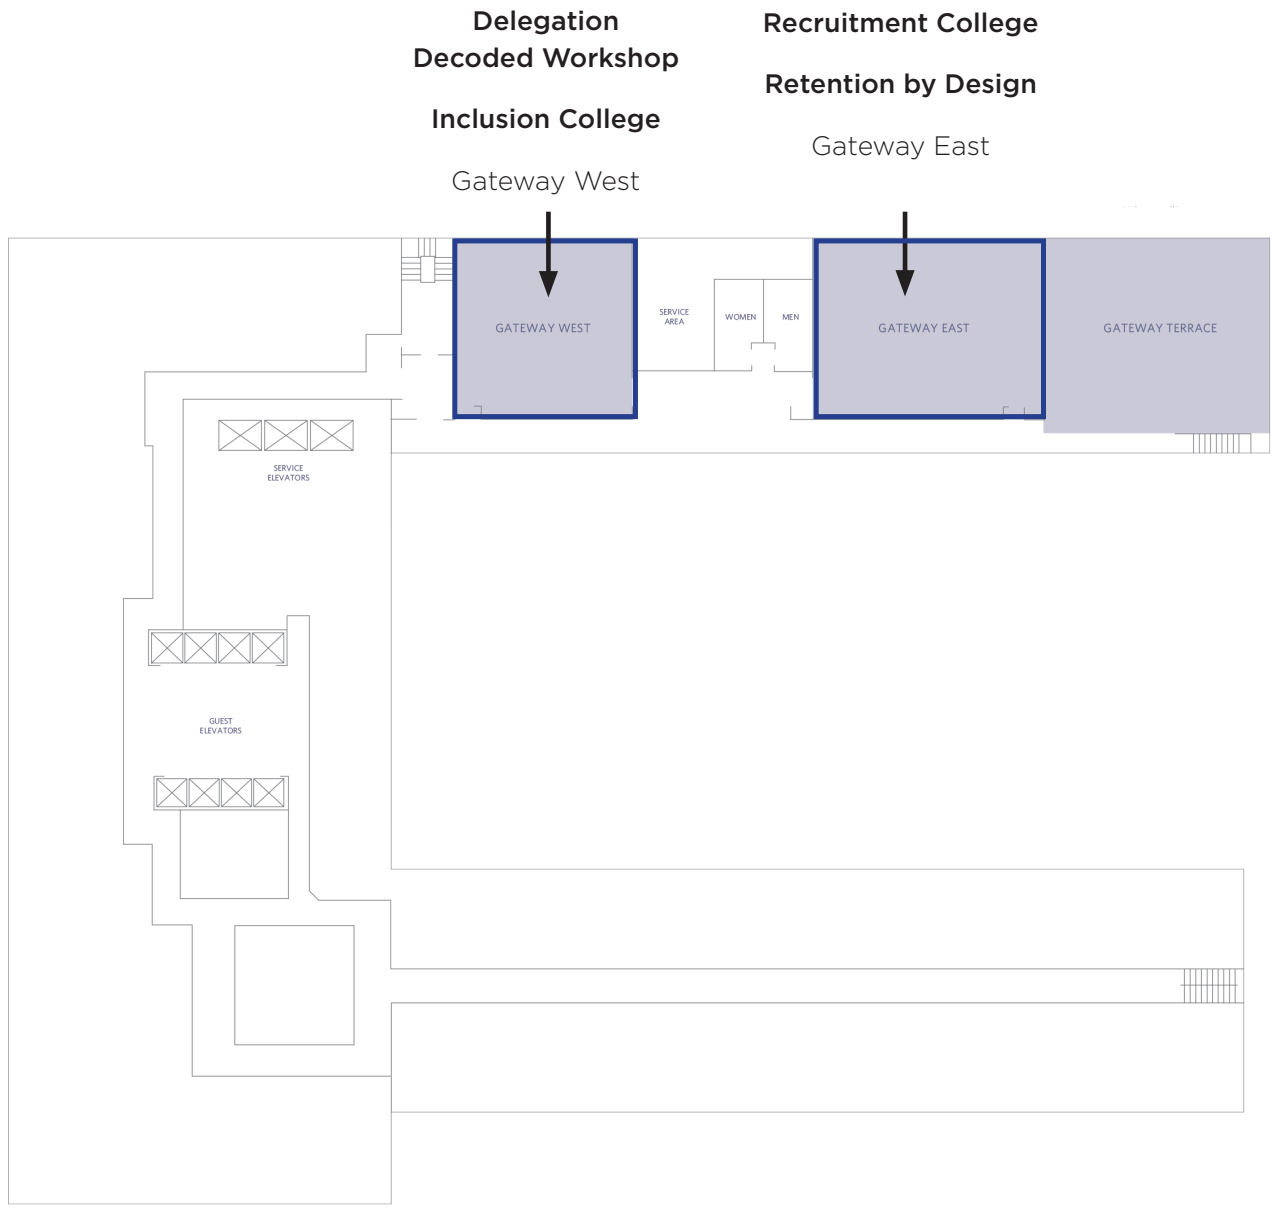 Delegation
Decoded Workshop
Inclusion College
Gateway West
Recruitment College
Retention by Design
Gateway East
GATEWAY WEST
SERVICE
AREA
WOMEN
MEN
GATEWAY EAST
GATEWAY TERRACE
SERVICE
ELEVATORS
GUEST
ELEVATORS